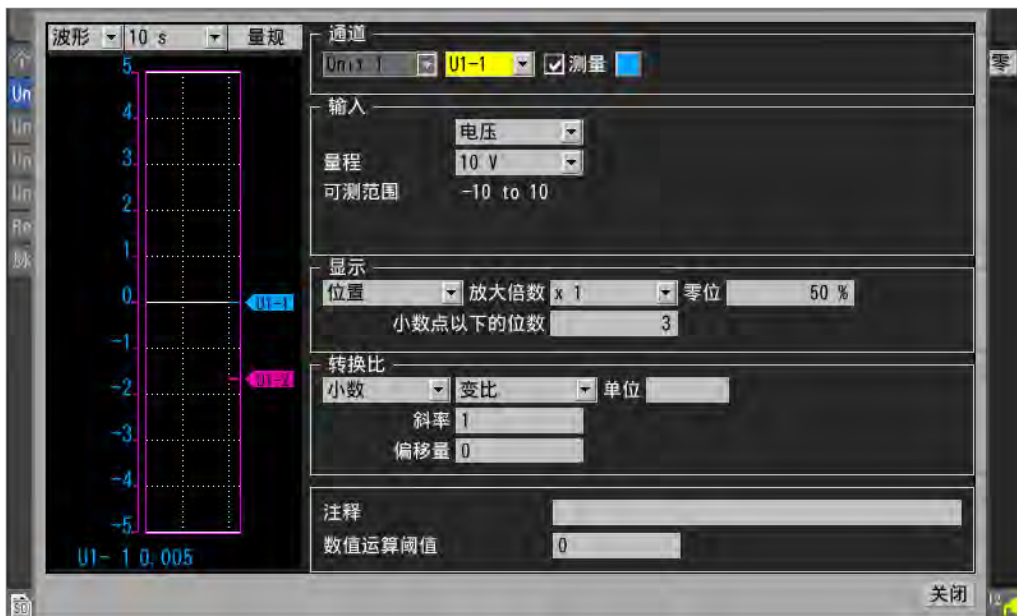 波形 10 s 量规
通道
Unit 1 U1-1 测量
零
个
Un
Un
Un
Un
Re
脉
5
4
3
2
1
0
-1
-2
-3
-4
-5
U1-1
U1-2
U1- 1 0.005
输入
电压
量程 10 V
可测范围 -10 to 10
显示
位置 放大倍数 x 1 零位 50 %
小数点以下的位数 3
转换比
小数 变比 单位
斜率 1
偏移量 0
注释
数值运算阈值 0
关闭
SD